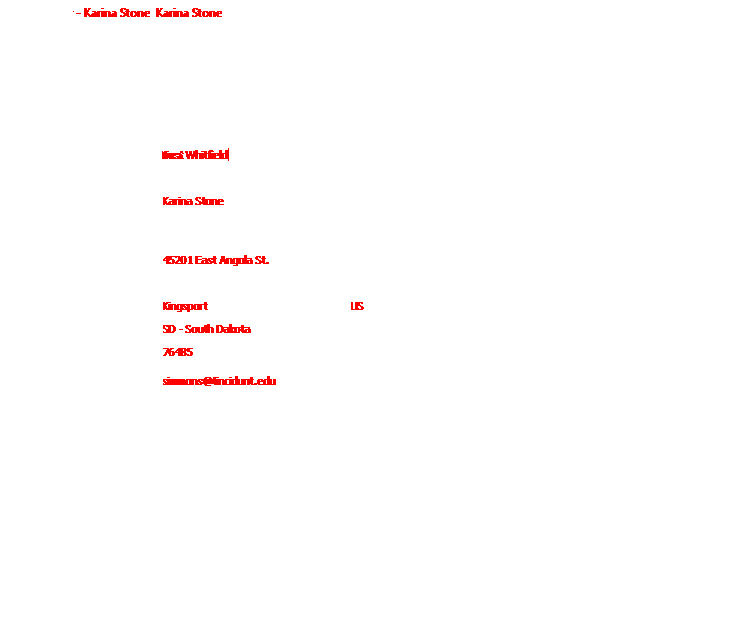 - Karina Stone Karina Stone
Whitfield
Karina Stone
45201 East Angola St.
Kingsport US
SD - South Dakota
76485
simmons@tincidunt.edu